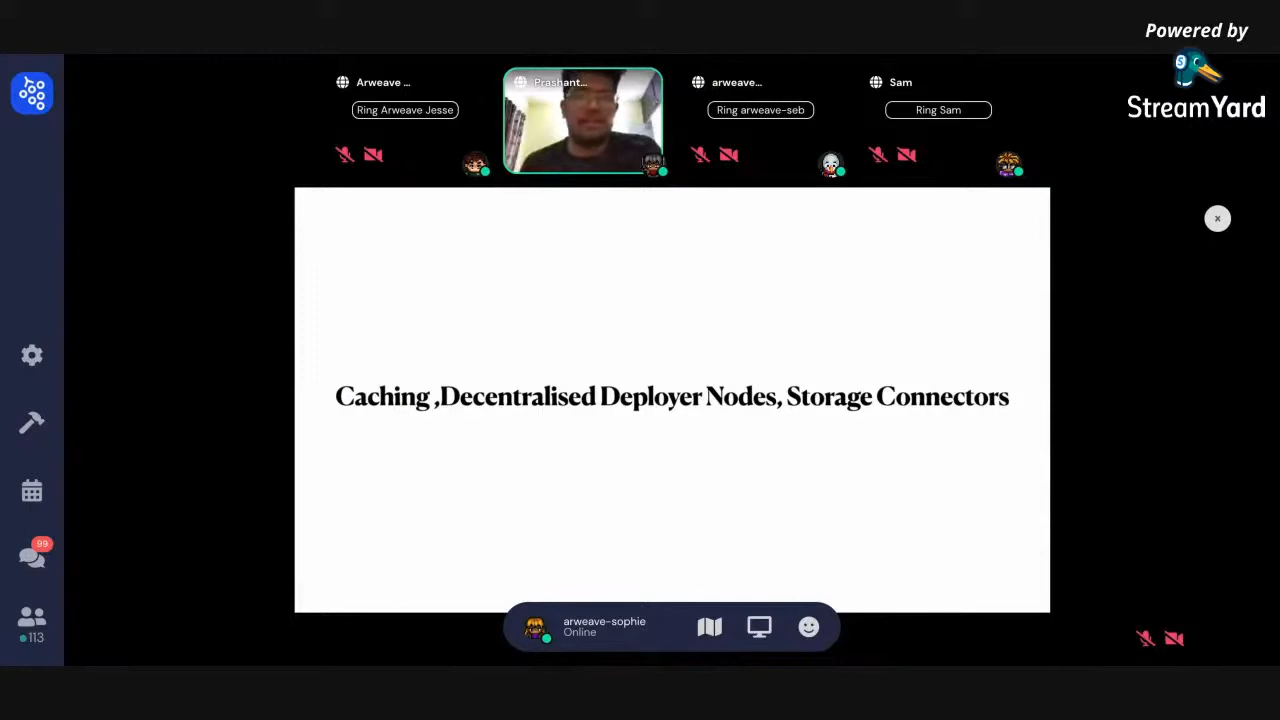 Powered by
StreamYard
Arweave ...
Ring Arweave Jesse
Prashant...
arweave...
Ring arweave-seb
Sam
Ring Sam
×
Caching ,Decentralised Deployer Nodes, Storage Connectors
99
113
arweave-sophie
Online